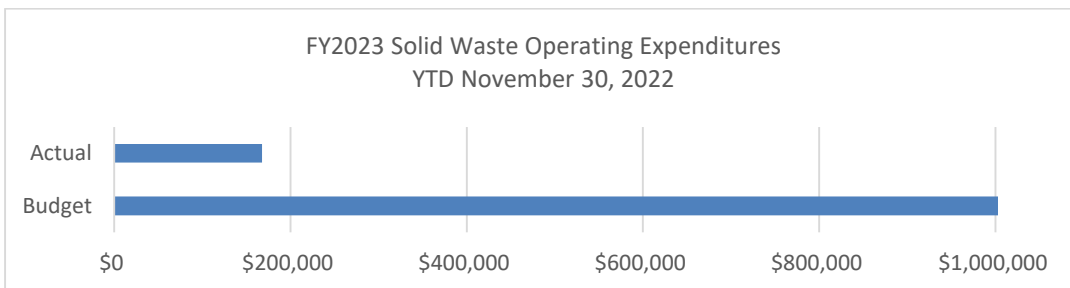 FY2023 Solid Waste Operating Expenditures
YTD November 30, 2022
Actual
Budget
$0 $200,000 $400,000 $600,000 $800,000 $1,000,000